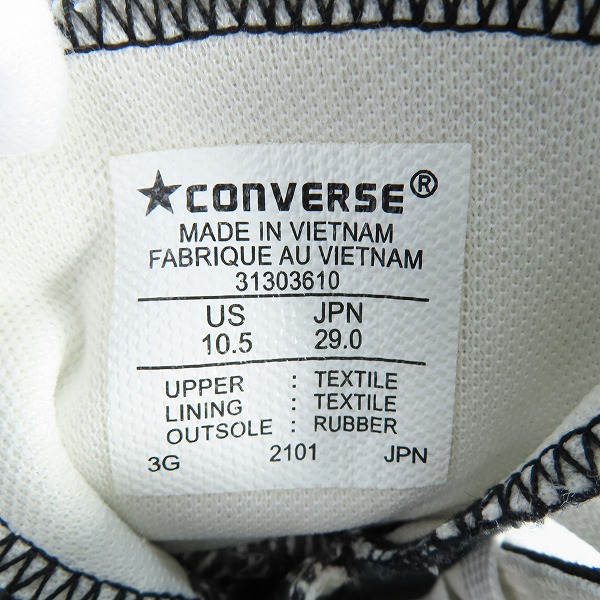 ★CONVERSE®
MADE IN VIETNAM
FABRIQUE AU VIETNAM
31303610
US JPN
10.5 29.0
UPPER : TEXTILE
LINING : TEXTILE
OUTSOLE : RUBBER
3G 2101 JPN